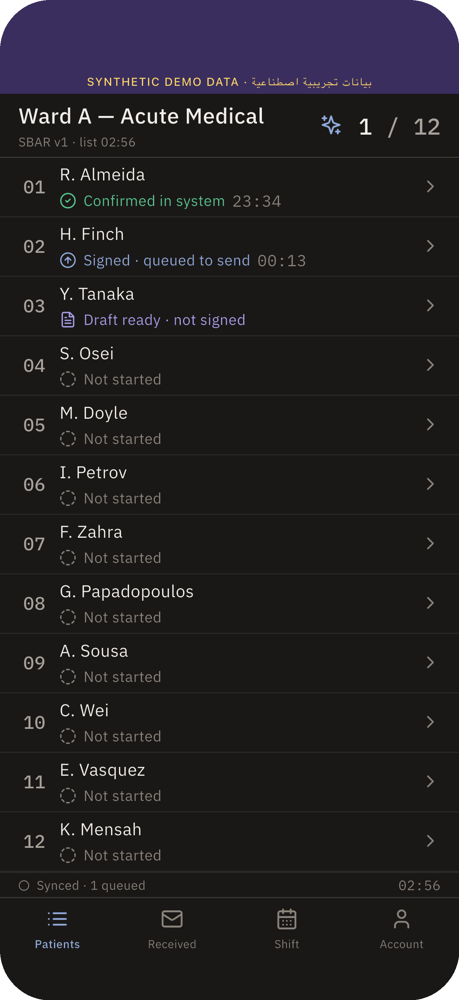 SYNTHETIC DEMO DATA · بيانات تجريبية اصطناعية
Ward A — Acute Medical
SBAR v1 · list 02:56
1 / 12
01
R. Almeida
Confirmed in system 23:34
02
H. Finch
Signed · queued to send 00:13
03
Y. Tanaka
Draft ready · not signed
04
S. Osei
Not started
05
M. Doyle
Not started
06
I. Petrov
Not started
07
F. Zahra
Not started
08
G. Papadopoulos
Not started
09
A. Sousa
Not started
10
C. Wei
Not started
11
E. Vasquez
Not started
12
K. Mensah
Not started
Synced · 1 queued 02:56
Patients Received Shift Account